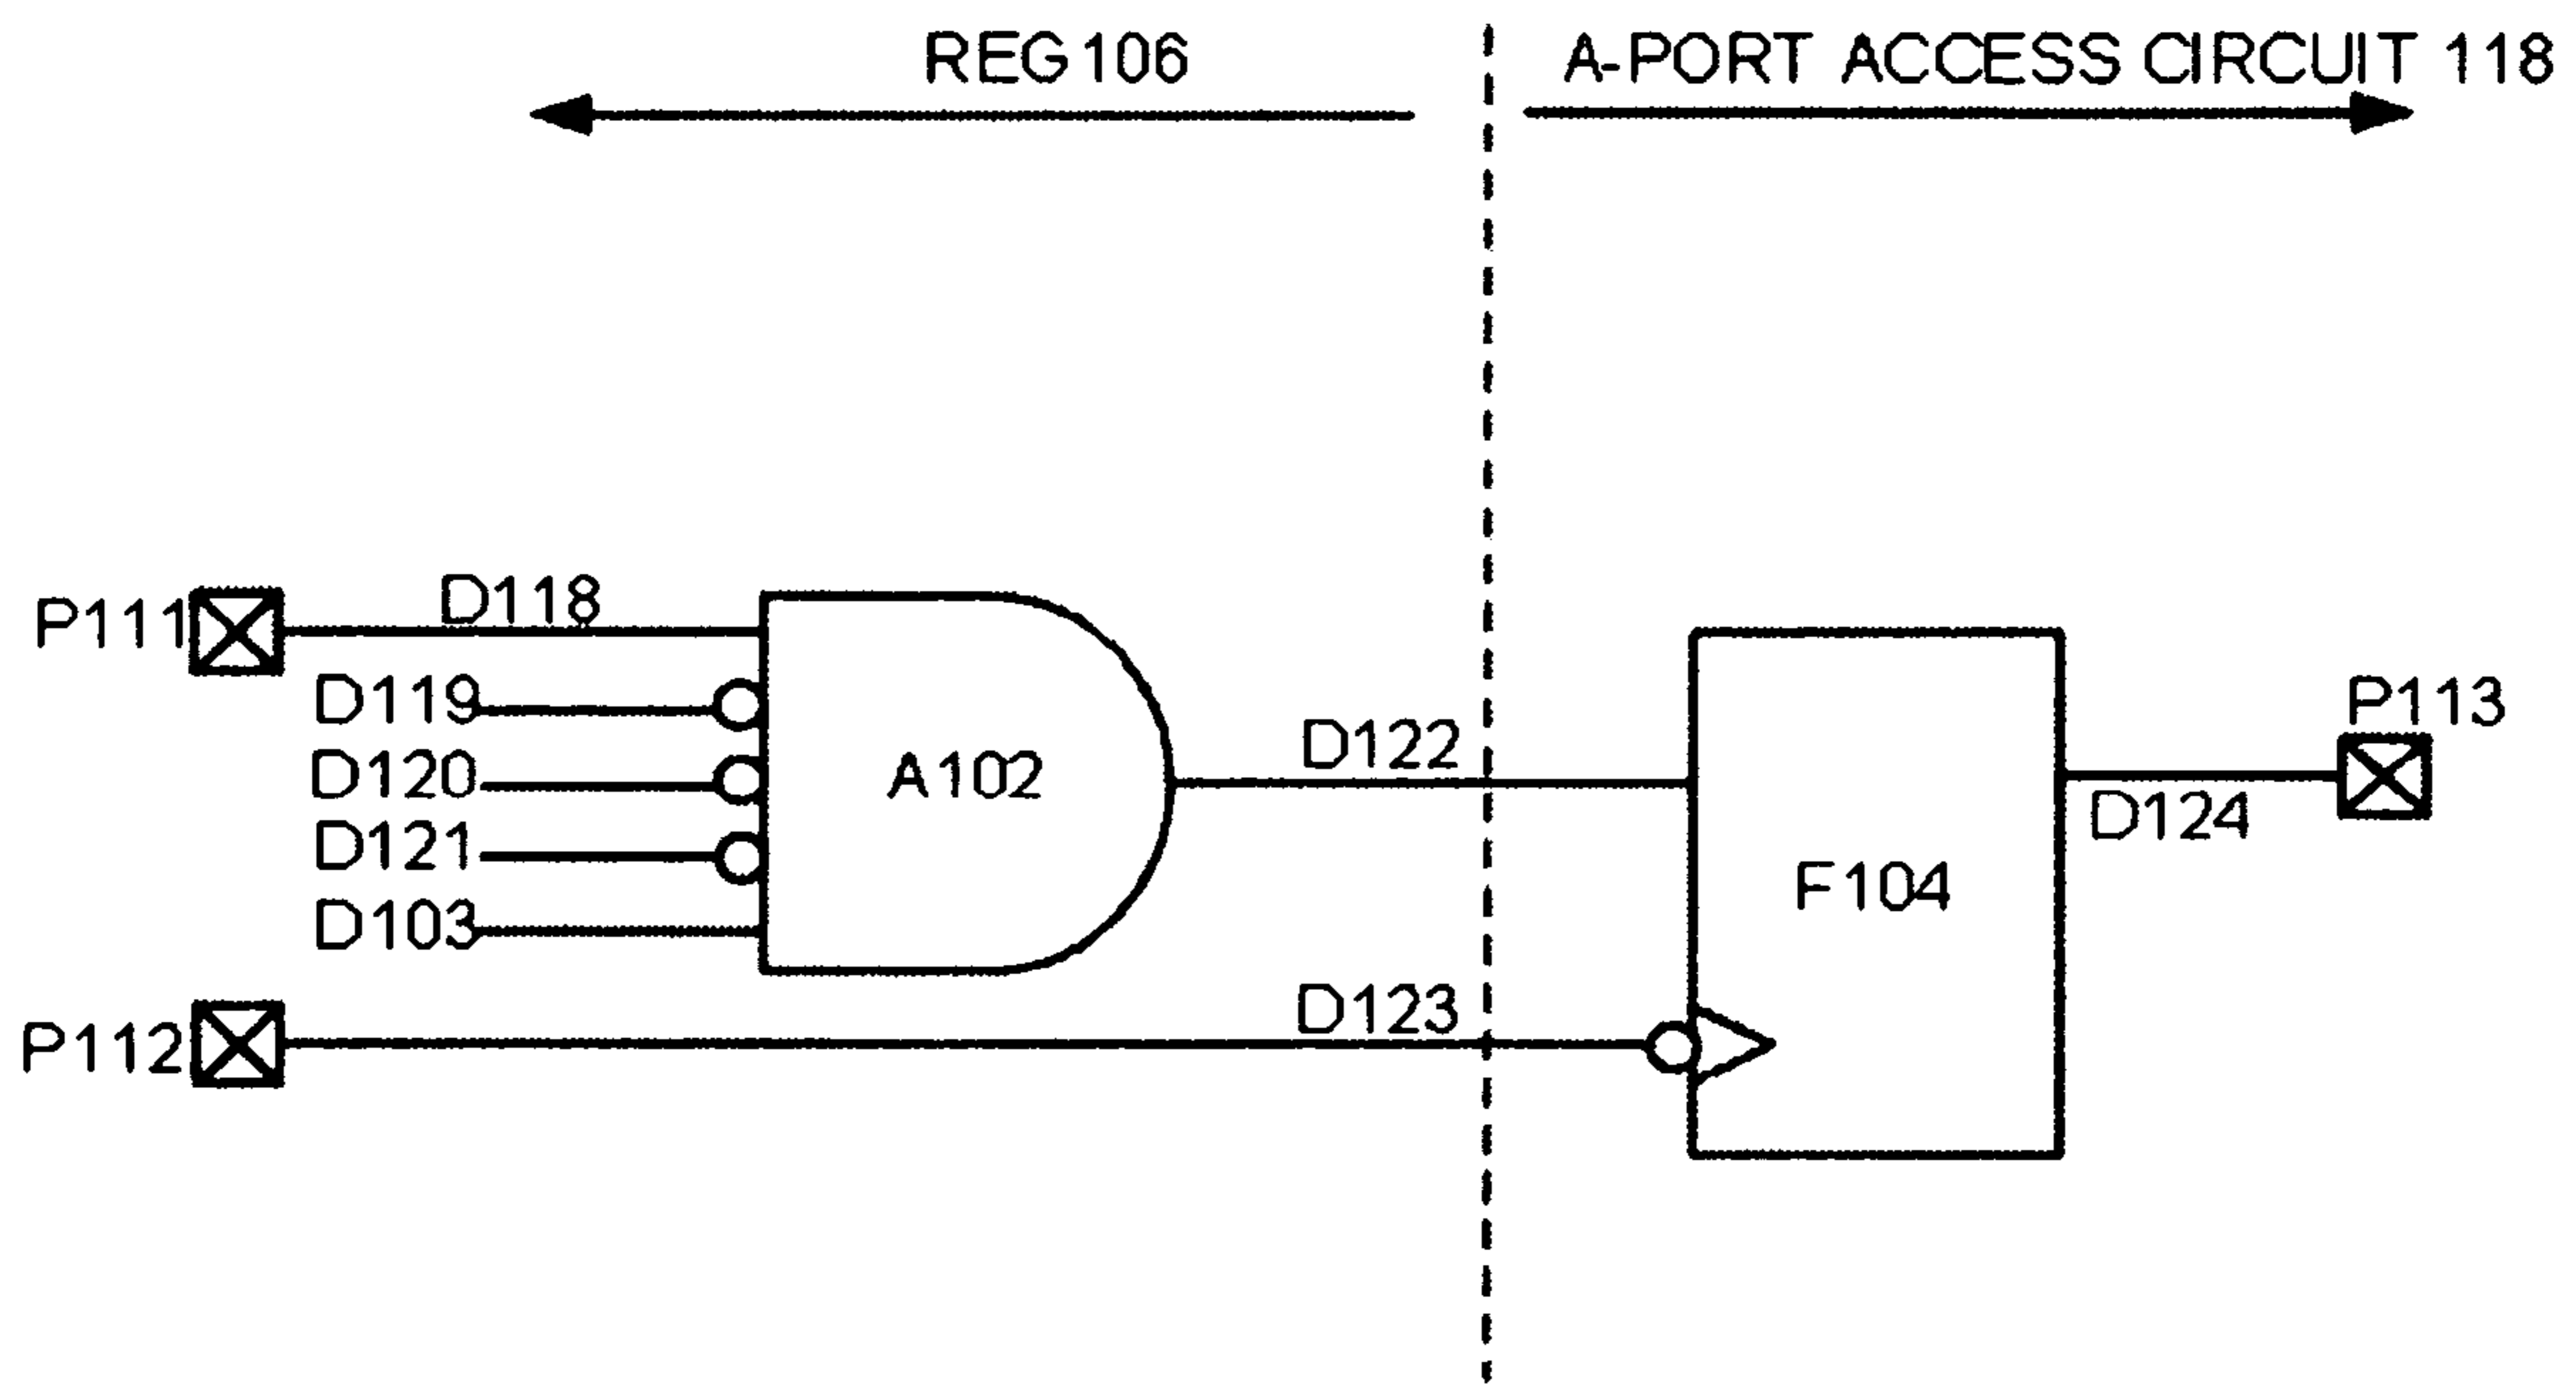 REG106
A-PORT ACCESS CIRCUIT 118
P111
D118
D119
D120
D121
D103
A102
D122
F104
P113
D124
P112
D123